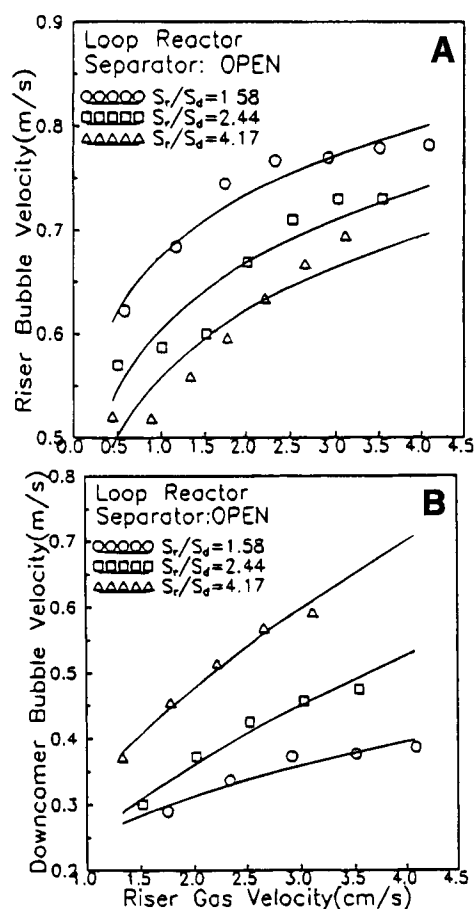 A
Loop Reactor
Separator: OPEN
Sr/Sd=1.58
Sr/Sd=2.44
Sr/Sd=4.17
Riser Bubble Velocity(m/s)
0.9
0.8
0.7
0.6
0.5
0.0 0.5 1.0 1.5 2.0 2.5 3.0 3.5 4.0 4.5
B
Loop Reactor
Separator:OPEN
Sr/Sd=1.58
Sr/Sd=2.44
Sr/Sd=4.17
Downcomer Bubble Velocity(m/s)
0.8
0.7
0.6
0.5
0.4
0.3
0.2
1.0 1.5 2.0 2.5 3.0 3.5 4.0 4.5
Riser Gas Velocity(cm/s)